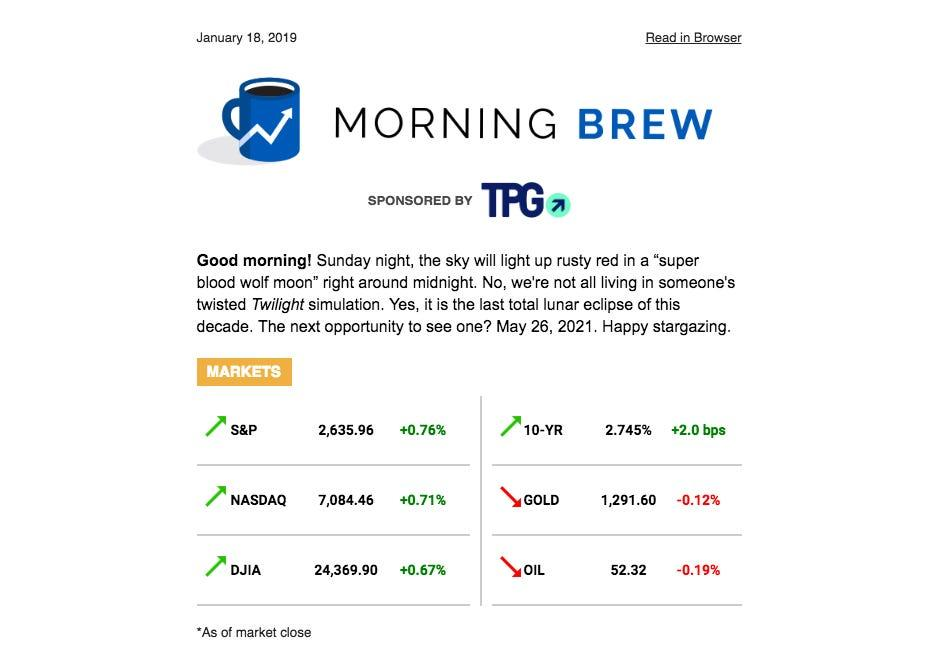 January 18, 2019 Read in Browser
MORNING BREW
SPONSORED BY TPG
Good morning! Sunday night, the sky will light up rusty red in a “super
blood wolf moon” right around midnight. No, we're not all living in someone's
twisted Twilight simulation. Yes, it is the last total lunar eclipse of this
decade. The next opportunity to see one? May 26, 2021. Happy stargazing.
MARKETS
S&P 2,635.96 +0.76% 10-YR 2.745% +2.0 bps
NASDAQ 7,084.46 +0.71% GOLD 1,291.60 -0.12%
DJIA 24,369.90 +0.67% OIL 52.32 -0.19%
*As of market close